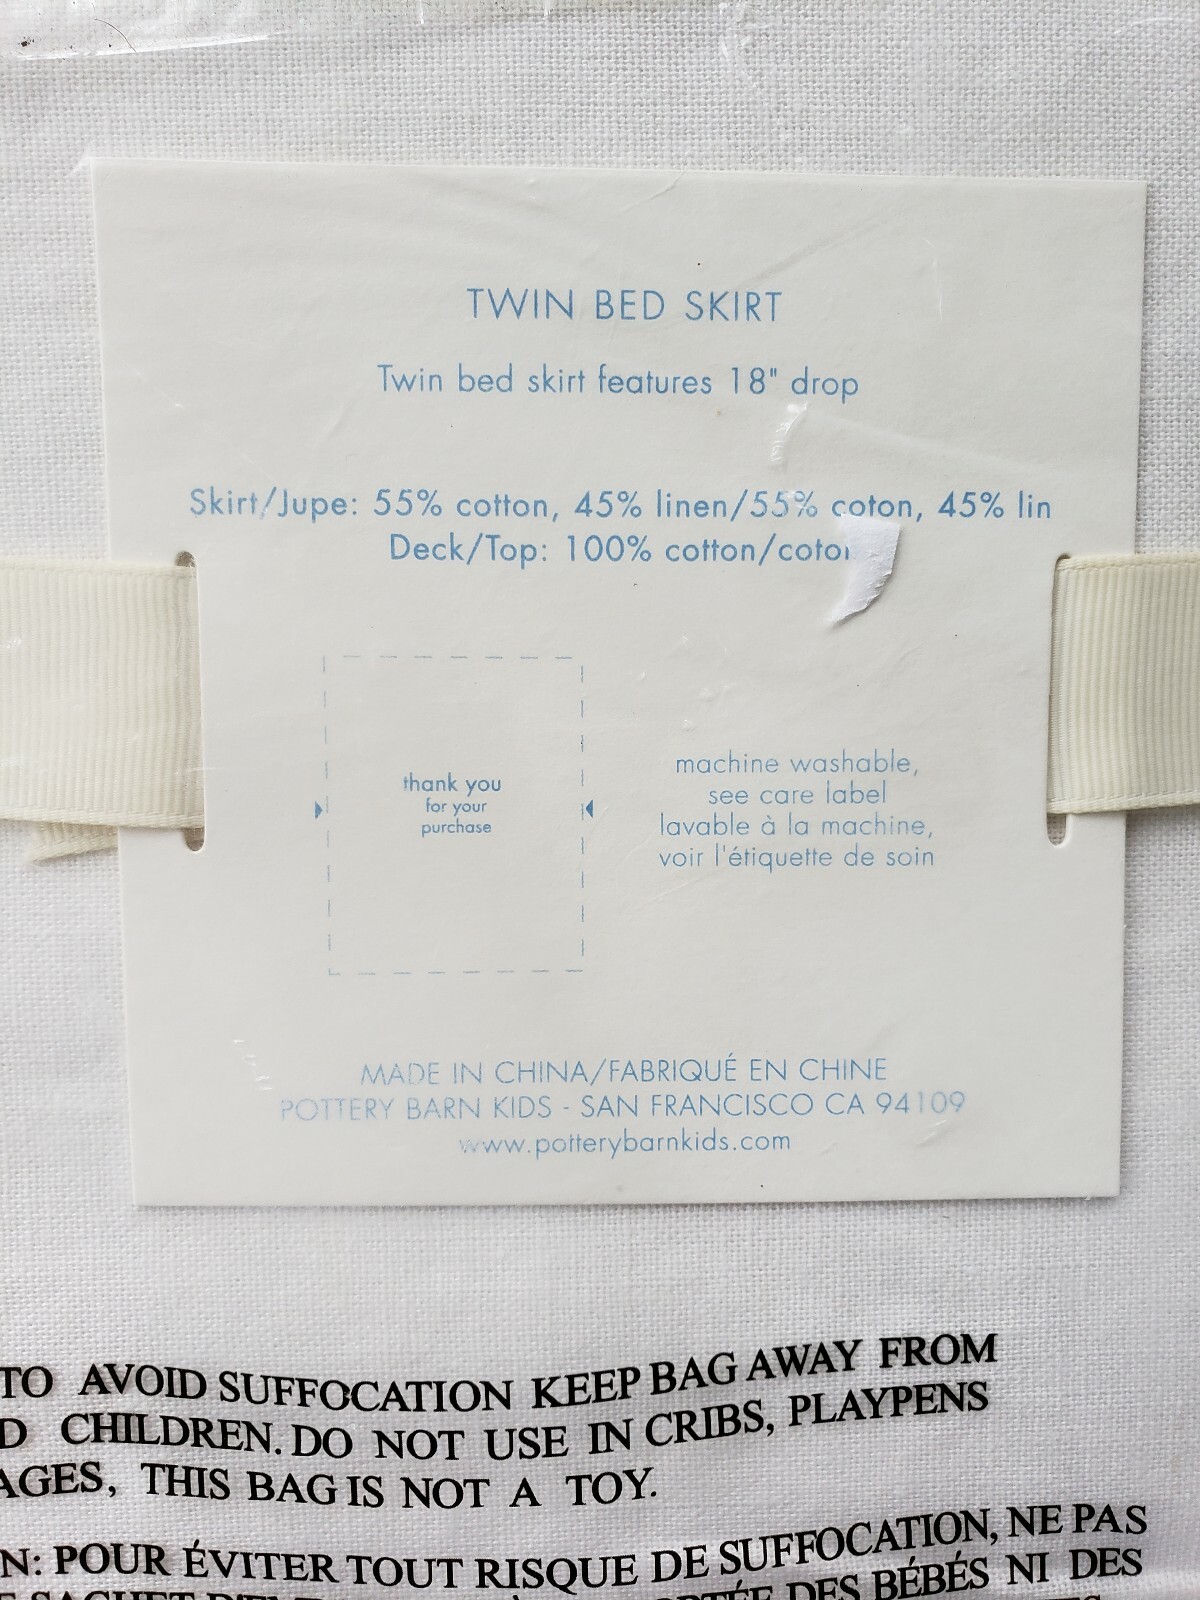 TWIN BED SKIRT
Twin bed skirt features 18" drop
Skirt/Jupe: 55% cotton, 45% linen/55% coton, 45% lin
Deck/Top: 100% cotton/coton
thank you
for your
purchase
machine washable,
see care label
lavable à la machine,
voir l'étiquette de soin
MADE IN CHINA/FABRIQUÉ EN CHINE
POTTERY BARN KIDS - SAN FRANCISCO CA 94109
www.potterybarnkids.com
TO AVOID SUFFOCATION KEEP BAG AWAY FROM
CHILDREN. DO NOT USE IN CRIBS, PLAYPENS
THIS BAG IS NOT A TOY.
POUR ÉVITER TOUT RISQUE DE SUFFOCATION, NE PAS
DES BÉBÉS NI DES